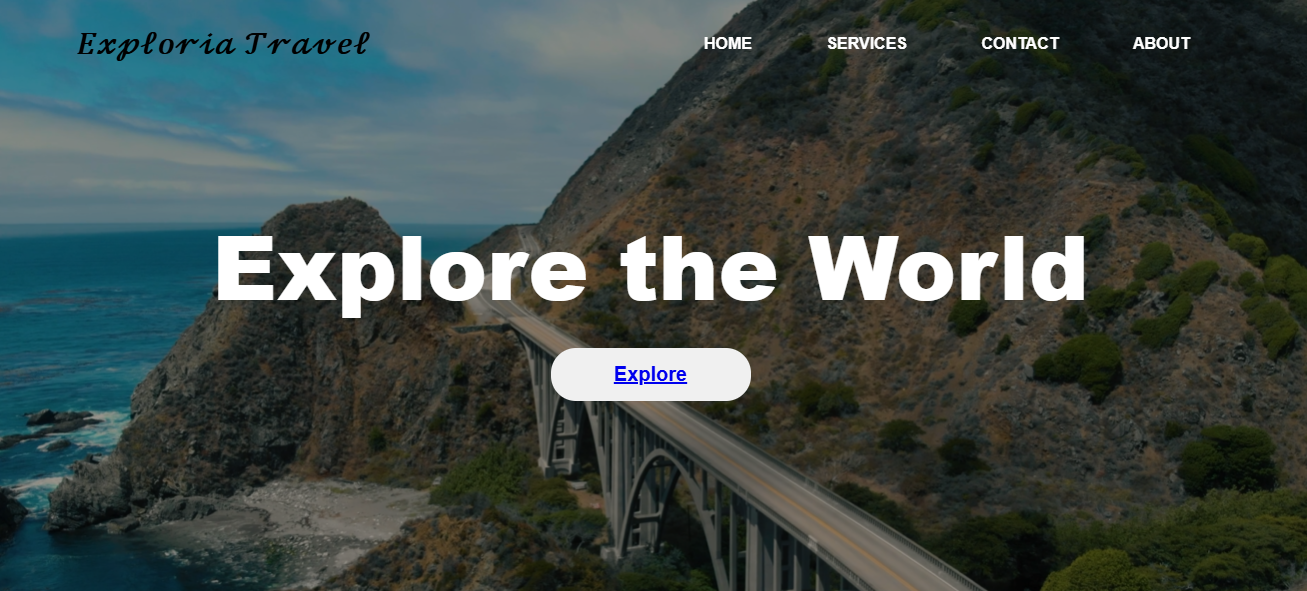 Exploria Travel
HOME SERVICES CONTACT ABOUT
Explore the World
Explore